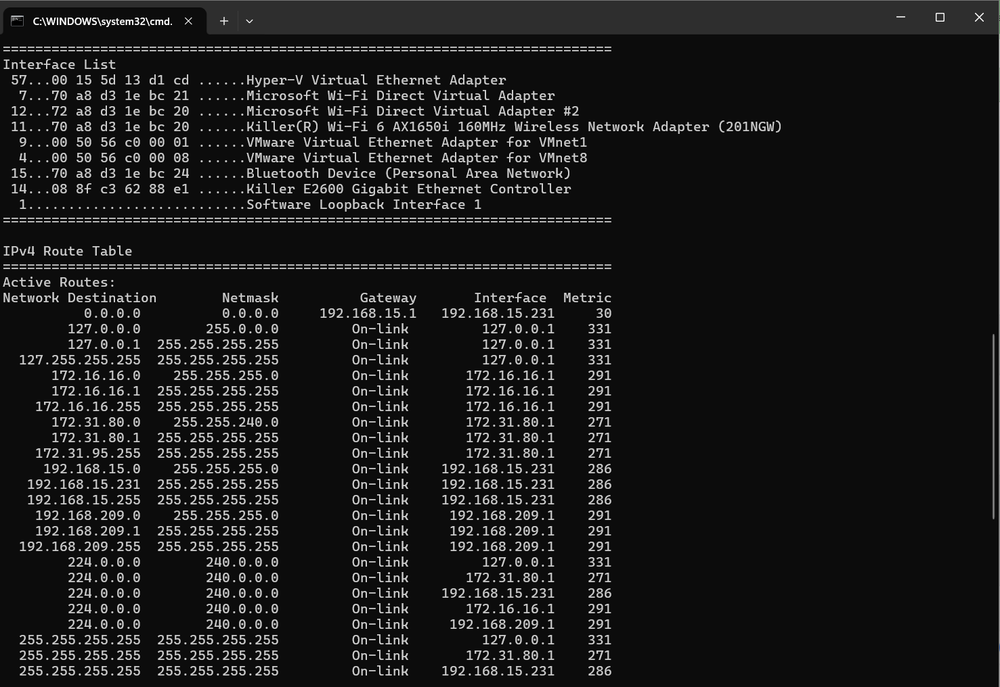 C:\WINDOWS\system32\cmd.
===========================================================================
Interface List
 57...00 15 5d 13 d1 cd ......Hyper-V Virtual Ethernet Adapter
  7...70 a8 d3 1e bc 21 ......Microsoft Wi-Fi Direct Virtual Adapter
 12...72 a8 d3 1e bc 20 ......Microsoft Wi-Fi Direct Virtual Adapter #2
 11...70 a8 d3 1e bc 20 ......Killer(R) Wi-Fi 6 AX1650i 160MHz Wireless Network Adapter (201NGW)
  9...00 50 56 c0 00 01 ......VMware Virtual Ethernet Adapter for VMnet1
  4...00 50 56 c0 00 08 ......VMware Virtual Ethernet Adapter for VMnet8
 15...70 a8 d3 1e bc 24 ......Bluetooth Device (Personal Area Network)
 14...08 8f c3 62 88 e1 ......Killer E2600 Gigabit Ethernet Controller
  1...........................Software Loopback Interface 1
===========================================================================
IPv4 Route Table
===========================================================================
Active Routes:
Network Destination        Netmask          Gateway       Interface  Metric
          0.0.0.0          0.0.0.0     192.168.15.1   192.168.15.231     30
        127.0.0.0        255.0.0.0         On-link         127.0.0.1    331
        127.0.0.1  255.255.255.255         On-link         127.0.0.1    331
  127.255.255.255  255.255.255.255         On-link         127.0.0.1    331
      172.16.16.0    255.255.255.0         On-link       172.16.16.1    291
      172.16.16.1  255.255.255.255         On-link       172.16.16.1    291
    172.16.16.255  255.255.255.255         On-link       172.16.16.1    291
      172.31.80.0    255.255.240.0         On-link       172.31.80.1    271
      172.31.80.1  255.255.255.255         On-link       172.31.80.1    271
    172.31.95.255  255.255.255.255         On-link       172.31.80.1    271
     192.168.15.0    255.255.255.0         On-link    192.168.15.231    286
   192.168.15.231  255.255.255.255         On-link    192.168.15.231    286
   192.168.15.255  255.255.255.255         On-link    192.168.15.231    286
    192.168.209.0    255.255.255.0         On-link     192.168.209.1    291
    192.168.209.1  255.255.255.255         On-link     192.168.209.1    291
  192.168.209.255  255.255.255.255         On-link     192.168.209.1    291
        224.0.0.0        240.0.0.0         On-link         127.0.0.1    331
        224.0.0.0        240.0.0.0         On-link       172.31.80.1    271
        224.0.0.0        240.0.0.0         On-link    192.168.15.231    286
        224.0.0.0        240.0.0.0         On-link       172.16.16.1    291
        224.0.0.0        240.0.0.0         On-link     192.168.209.1    291
  255.255.255.255  255.255.255.255         On-link         127.0.0.1    331
  255.255.255.255  255.255.255.255         On-link       172.31.80.1    271
  255.255.255.255  255.255.255.255         On-link    192.168.15.231    286